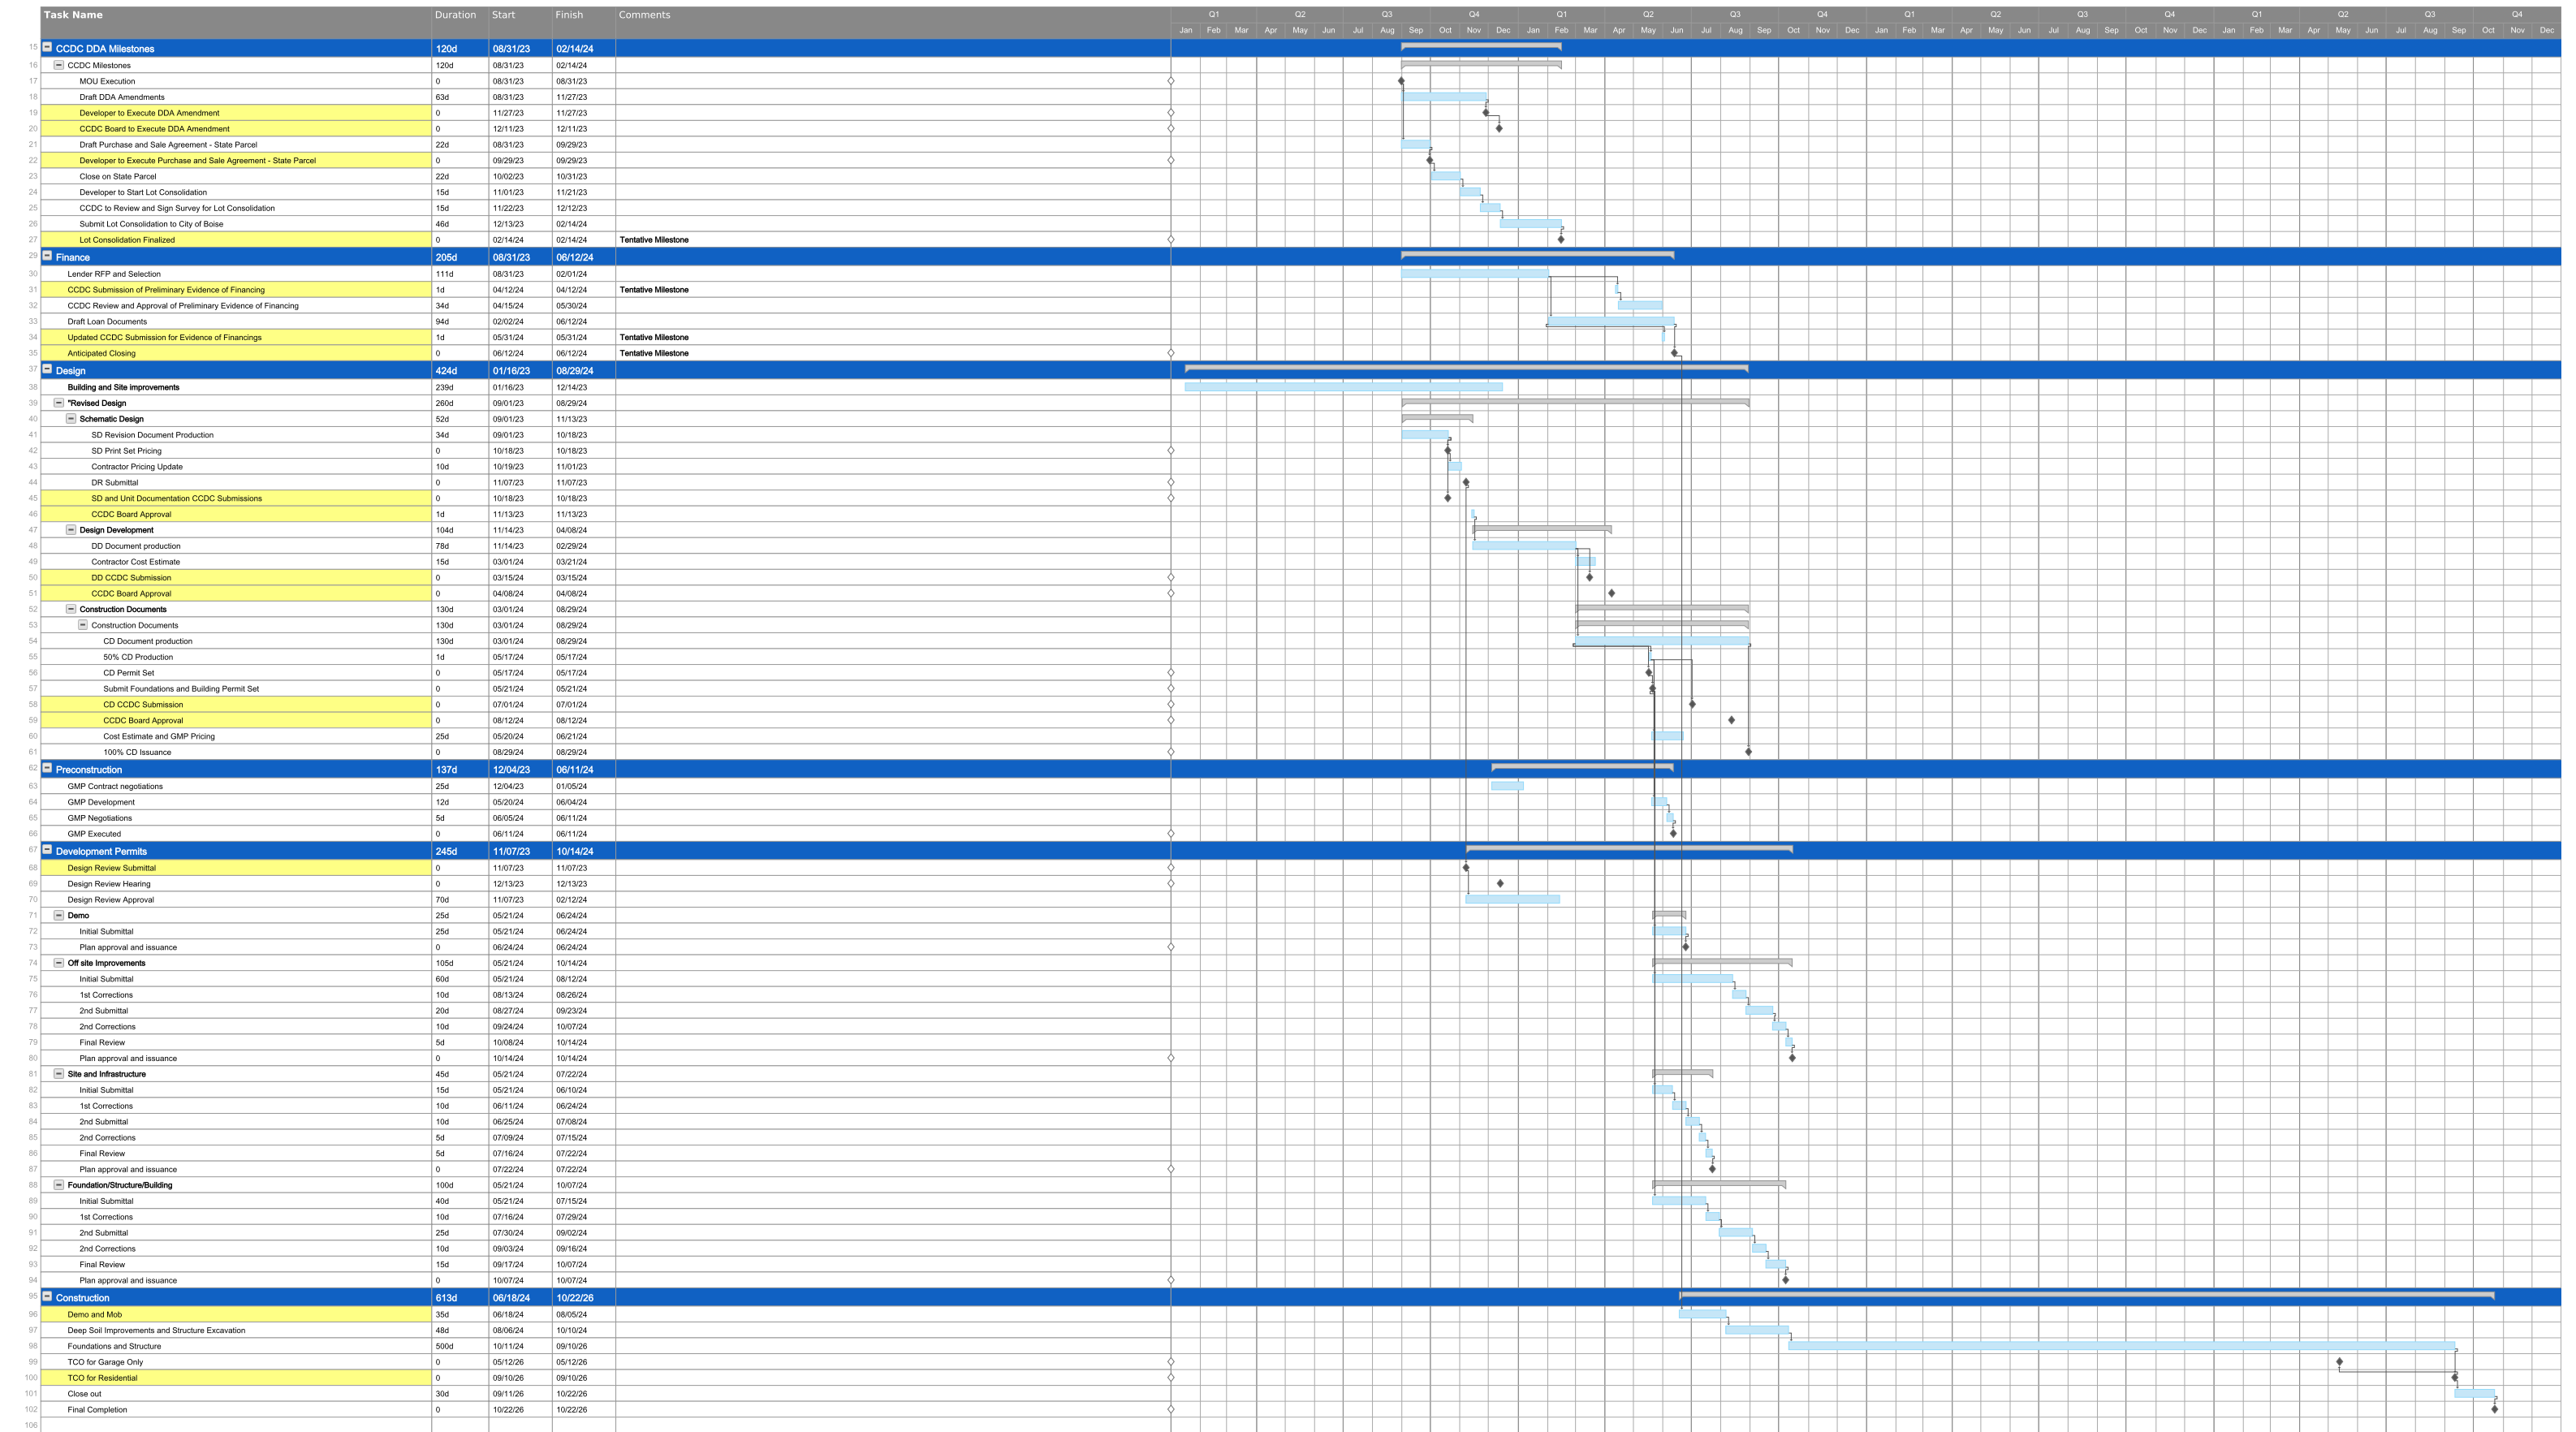 Task Name Duration Start Finish Comments Q1 Q2 Q3 Q4 Q1 Q2 Q3 Q4 Q1 Q2 Q3 Q4 Q1 Q2 Q3 Q4
Jan Feb Mar Apr May Jun Jul Aug Sep Oct Nov Dec Jan Feb Mar Apr May Jun Jul Aug Sep Oct Nov Dec Jan Feb Mar Apr May Jun Jul Aug Sep Oct Nov Dec Jan Feb Mar Apr May Jun Jul Aug Sep Oct Nov Dec
15 CCDC DDA Milestones 120d 08/31/23 02/14/24
16 CCDC Milestones 120d 08/31/23 02/14/24
17 MOU Execution 0 08/31/23 08/31/23
18 Draft DDA Amendments 63d 08/31/23 11/27/23
19 Developer to Execute DDA Amendment 0 11/27/23 11/27/23
20 CCDC Board to Execute DDA Amendment 0 12/11/23 12/11/23
21 Draft Purchase and Sale Agreement - State Parcel 22d 08/31/23 09/29/23
22 Developer to Execute Purchase and Sale Agreement - State Parcel 0 09/29/23 09/29/23
23 Close on State Parcel 22d 10/02/23 10/31/23
24 Developer to Start Lot Consolidation 15d 11/01/23 11/21/23
25 CCDC to Review and Sign Survey for Lot Consolidation 15d 11/22/23 12/12/23
26 Submit Lot Consolidation to City of Boise 46d 12/13/23 02/14/24
27 Lot Consolidation Finalized 0 02/14/24 02/14/24 Tentative Milestone
29 Finance 205d 08/31/23 06/12/24
30 Lender RFP and Selection 111d 08/31/23 02/01/24
31 CCDC Submission of Preliminary Evidence of Financing 1d 04/12/24 04/12/24 Tentative Milestone
32 CCDC Review and Approval of Preliminary Evidence of Financing 34d 04/15/24 05/30/24
33 Draft Loan Documents 94d 02/02/24 06/12/24
34 Updated CCDC Submission for Evidence of Financings 1d 05/31/24 05/31/24 Tentative Milestone
35 Anticipated Closing 0 06/12/24 06/12/24 Tentative Milestone
37 Design 424d 01/16/23 08/29/24
38 Building and Site improvements 239d 01/16/23 12/14/23
39 "Revised Design 260d 09/01/23 08/29/24
40 Schematic Design 52d 09/01/23 11/13/23
41 SD Revision Document Production 34d 09/01/23 10/18/23
42 SD Print Set Pricing 0 10/18/23 10/18/23
43 Contractor Pricing Update 10d 10/19/23 11/01/23
44 DR Submittal 0 11/07/23 11/07/23
45 SD and Unit Documentation CCDC Submissions 0 10/18/23 10/18/23
46 CCDC Board Approval 1d 11/13/23 11/13/23
47 Design Development 104d 11/14/23 04/08/24
48 DD Document production 78d 11/14/23 02/29/24
49 Contractor Cost Estimate 15d 03/01/24 03/21/24
50 DD CCDC Submission 0 03/15/24 03/15/24
51 CCDC Board Approval 0 04/08/24 04/08/24
52 Construction Documents 130d 03/01/24 08/29/24
53 Construction Documents 130d 03/01/24 08/29/24
54 CD Document production 130d 03/01/24 08/29/24
55 50% CD Production 1d 05/17/24 05/17/24
56 CD Permit Set 0 05/17/24 05/17/24
57 Submit Foundations and Building Permit Set 0 05/21/24 05/21/24
58 CD CCDC Submission 0 07/01/24 07/01/24
59 CCDC Board Approval 0 08/12/24 08/12/24
60 Cost Estimate and GMP Pricing 25d 05/20/24 06/21/24
61 100% CD Issuance 0 08/29/24 08/29/24
62 Preconstruction 137d 12/04/23 06/11/24
63 GMP Contract negotiations 25d 12/04/23 01/05/24
64 GMP Development 12d 05/20/24 06/04/24
65 GMP Negotiations 5d 06/05/24 06/11/24
66 GMP Executed 0 06/11/24 06/11/24
67 Development Permits 245d 11/07/23 10/14/24
68 Design Review Submittal 0 11/07/23 11/07/23
69 Design Review Hearing 0 12/13/23 12/13/23
70 Design Review Approval 70d 11/07/23 02/12/24
71 Demo 25d 05/21/24 06/24/24
72 Initial Submittal 25d 05/21/24 06/24/24
73 Plan approval and issuance 0 06/24/24 06/24/24
74 Off site Improvements 105d 05/21/24 10/14/24
75 Initial Submittal 60d 05/21/24 08/12/24
76 1st Corrections 10d 08/13/24 08/26/24
77 2nd Submittal 20d 08/27/24 09/23/24
78 2nd Corrections 10d 09/24/24 10/07/24
79 Final Review 5d 10/08/24 10/14/24
80 Plan approval and issuance 0 10/14/24 10/14/24
81 Site and Infrastructure 45d 05/21/24 07/22/24
82 Initial Submittal 15d 05/21/24 06/10/24
83 1st Corrections 10d 06/11/24 06/24/24
84 2nd Submittal 10d 06/25/24 07/08/24
85 2nd Corrections 5d 07/09/24 07/15/24
86 Final Review 5d 07/16/24 07/22/24
87 Plan approval and issuance 0 07/22/24 07/22/24
88 Foundation/Structure/Building 100d 05/21/24 10/07/24
89 Initial Submittal 40d 05/21/24 07/15/24
90 1st Corrections 10d 07/16/24 07/29/24
91 2nd Submittal 25d 07/30/24 09/02/24
92 2nd Corrections 10d 09/03/24 09/16/24
93 Final Review 15d 09/17/24 10/07/24
94 Plan approval and issuance 0 10/07/24 10/07/24
95 Construction 613d 06/18/24 10/22/26
96 Demo and Mob 35d 06/18/24 08/05/24
97 Deep Soil Improvements and Structure Excavation 48d 08/06/24 10/10/24
98 Foundations and Structure 500d 10/11/24 09/10/26
99 TCO for Garage Only 0 05/12/26 05/12/26
100 TCO for Residential 0 09/10/26 09/10/26
101 Close out 30d 09/11/26 10/22/26
102 Final Completion 0 10/22/26 10/22/26
106